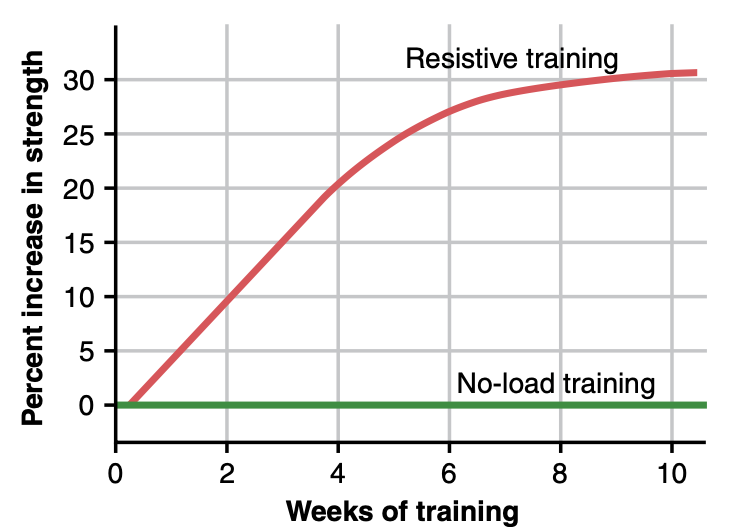 Percent increase in strength
30
25
20
15
10
5
0
Resistive training
No-load training
0 2 4 6 8 10
Weeks of training